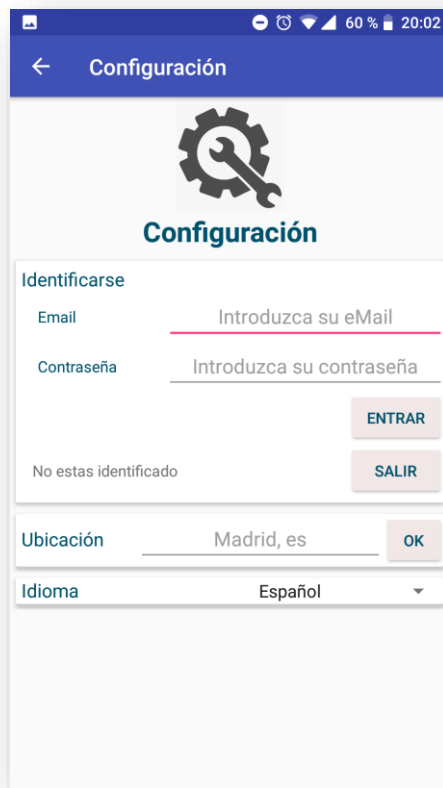 60 % 20:02
Configuración
Configuración
Identificarse
Email Introduzca su eMail
Contraseña Introduzca su contraseña
ENTRAR
No estas identificado SALIR
Ubicación Madrid, es OK
Idioma Español